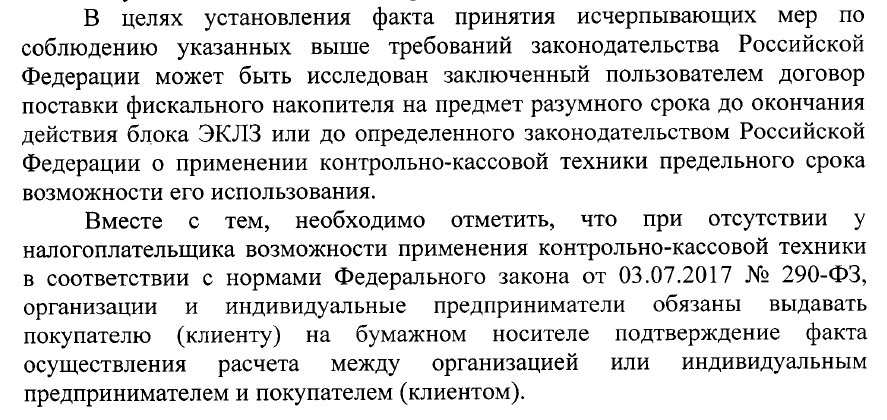 В целях установления факта принятия исчерпывающих мер по
соблюдению указанных выше требований законодательства Российской
Федерации может быть исследован заключенный пользователем договор
поставки фискального накопителя на предмет разумного срока до окончания
действия блока ЭКЛЗ или до определенного законодательством Российской
Федерации о применении контрольно-кассовой техники предельного срока
возможности его использования.
Вместе с тем, необходимо отметить, что при отсутствии у
налогоплательщика возможности применения контрольно-кассовой техники
в соответствии с нормами Федерального закона от 03.07.2017 № 290-ФЗ,
организации и индивидуальные предприниматели обязаны выдавать
покупателю (клиенту) на бумажном носителе подтверждение факта
осуществления расчета между организацией или индивидуальным
предпринимателем и покупателем (клиентом).